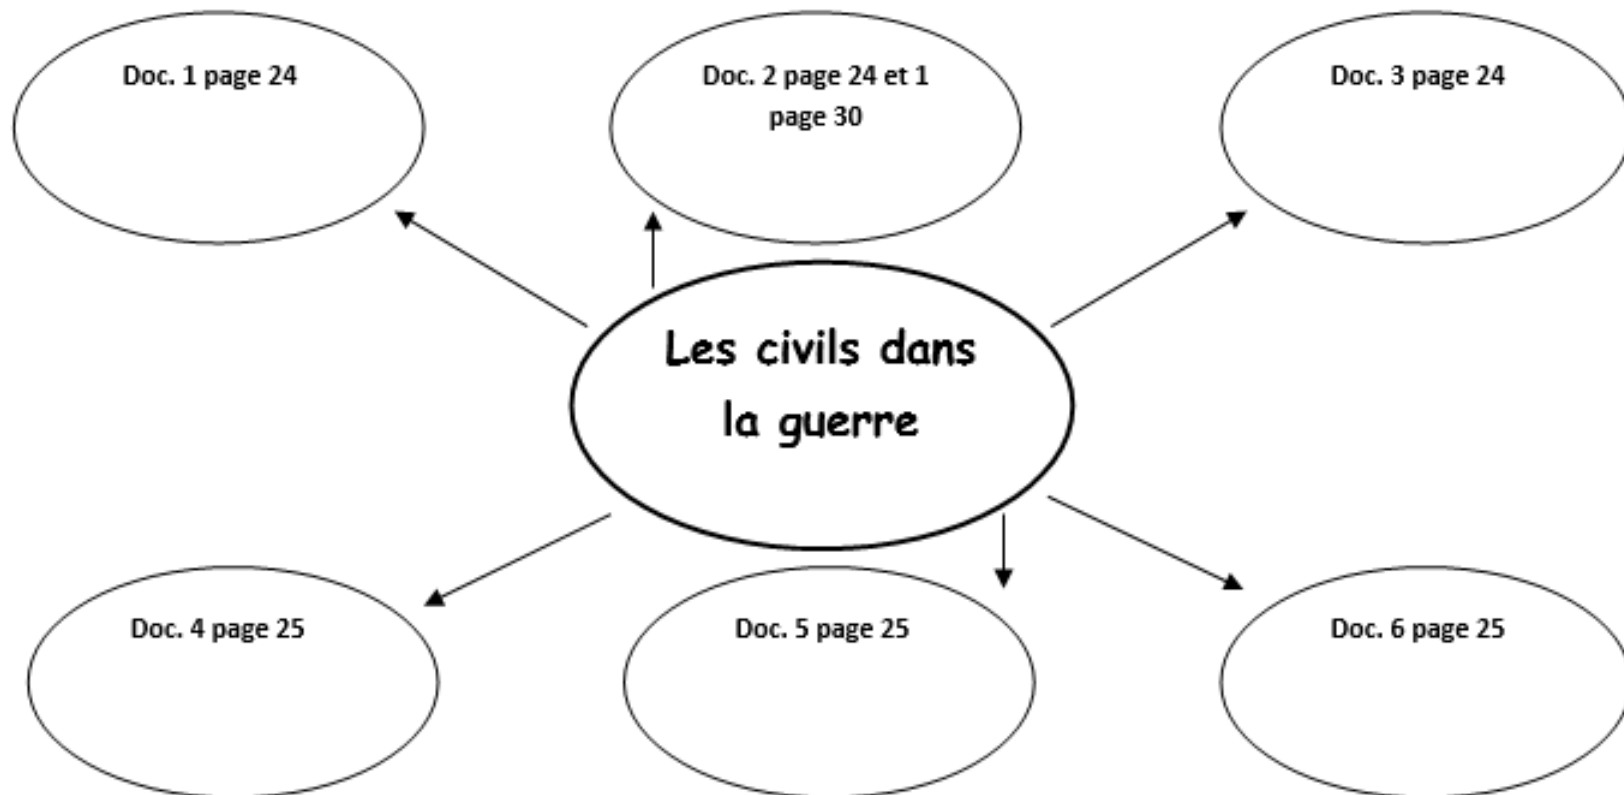 Doc. 1 page 24
Doc. 2 page 24 et 1
page 30
Doc. 3 page 24
Les civils dans
la guerre
Doc. 4 page 25
Doc. 5 page 25
Doc. 6 page 25